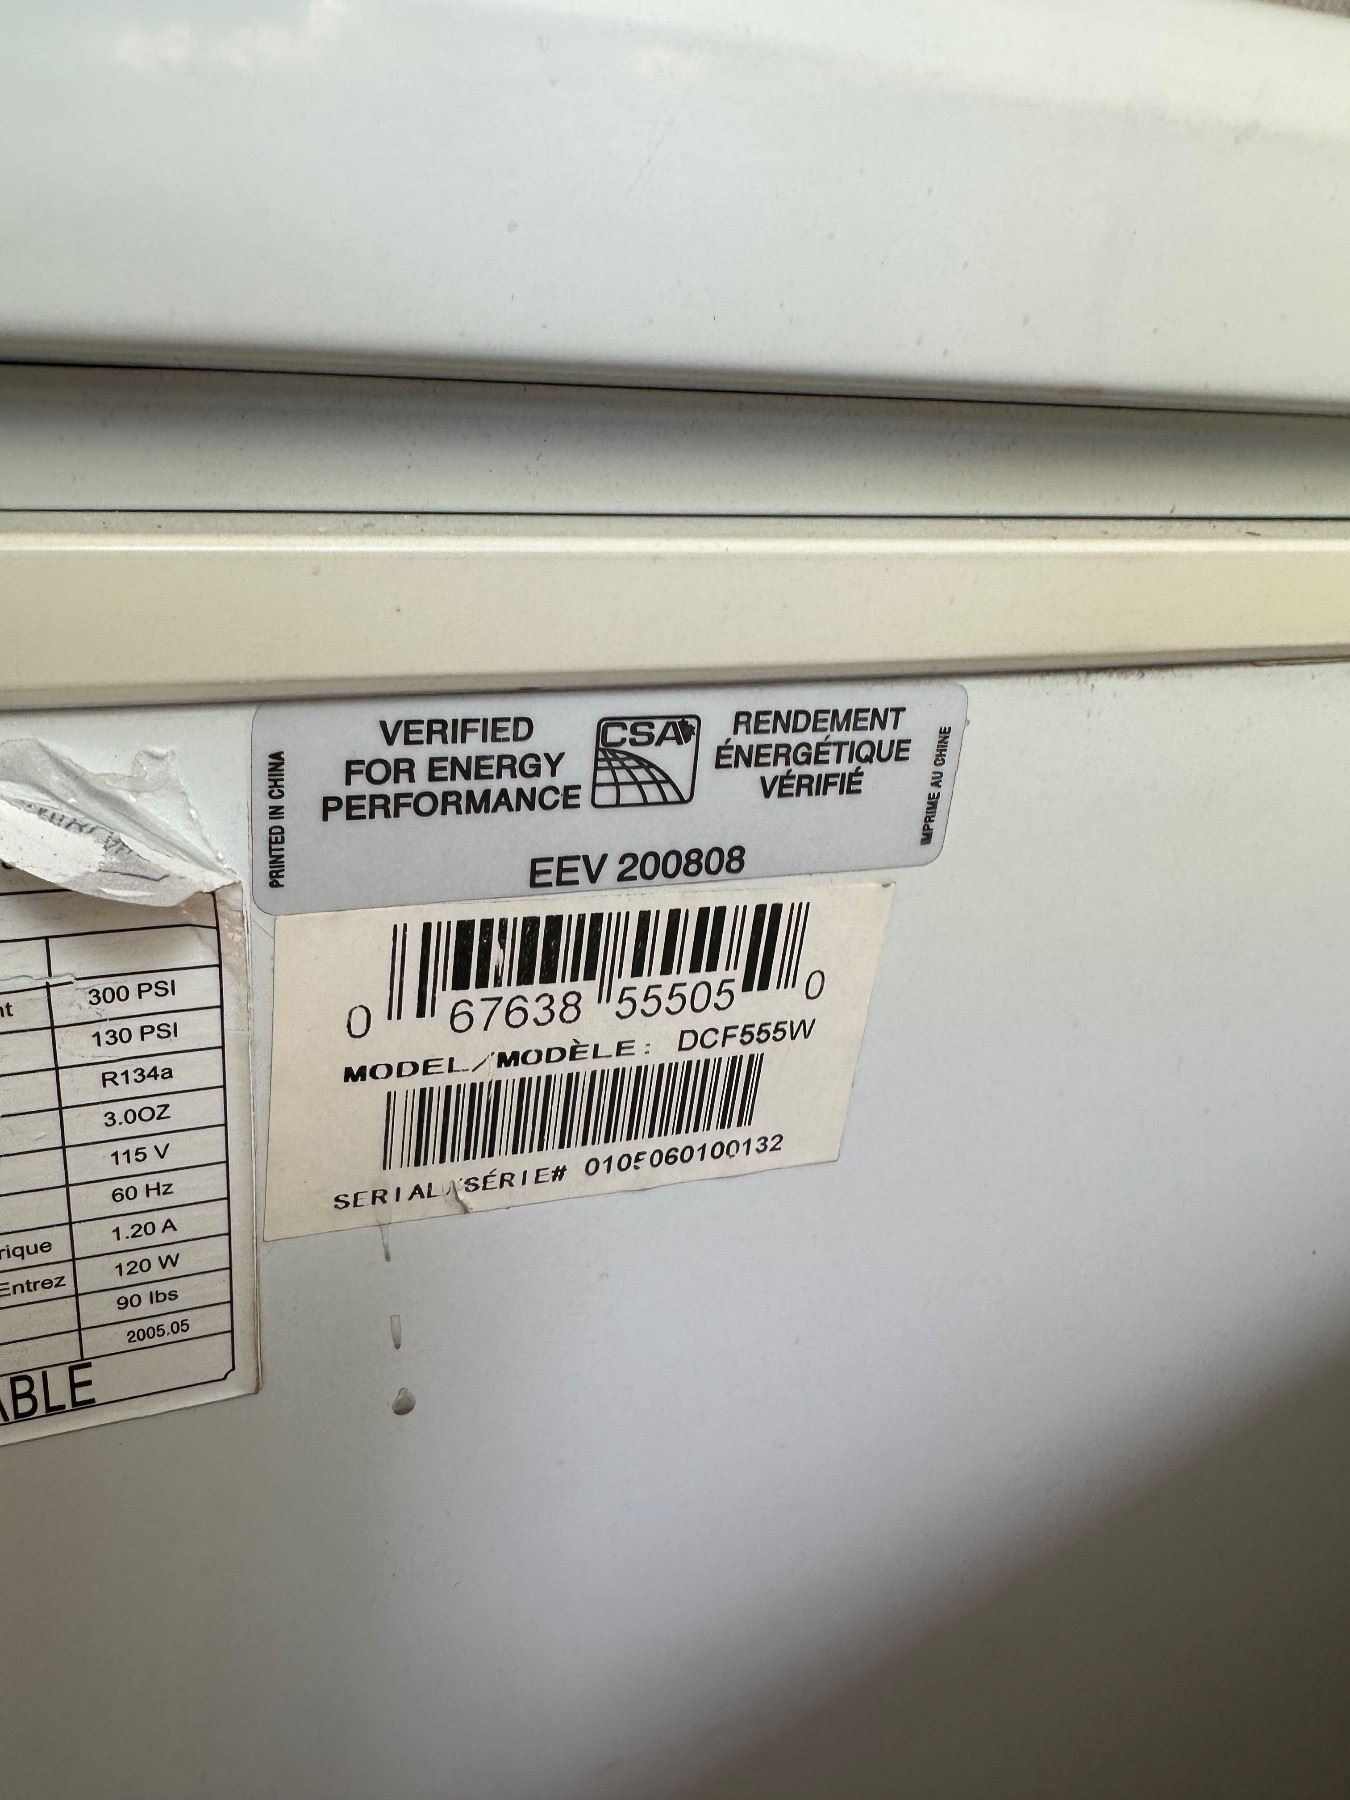 VERIFIED
FOR ENERGY
PERFORMANCE
CSA
RENDEMENT
ÉNERGÉTIQUE
VÉRIFIÉ
PRINTED IN CHINA
IMPRIME AU CHINE
EEV 200808
0 67638 55505 0
MODEL/MODÈLE: DCF555W
SERIAL/SÉRIE# 0105060100132
300 PSI
130 PSI
R134a
3.0OZ
115 V
60 Hz
rique 1.20 A
Entrez 120 W
90 lbs
2005.05
ABLE